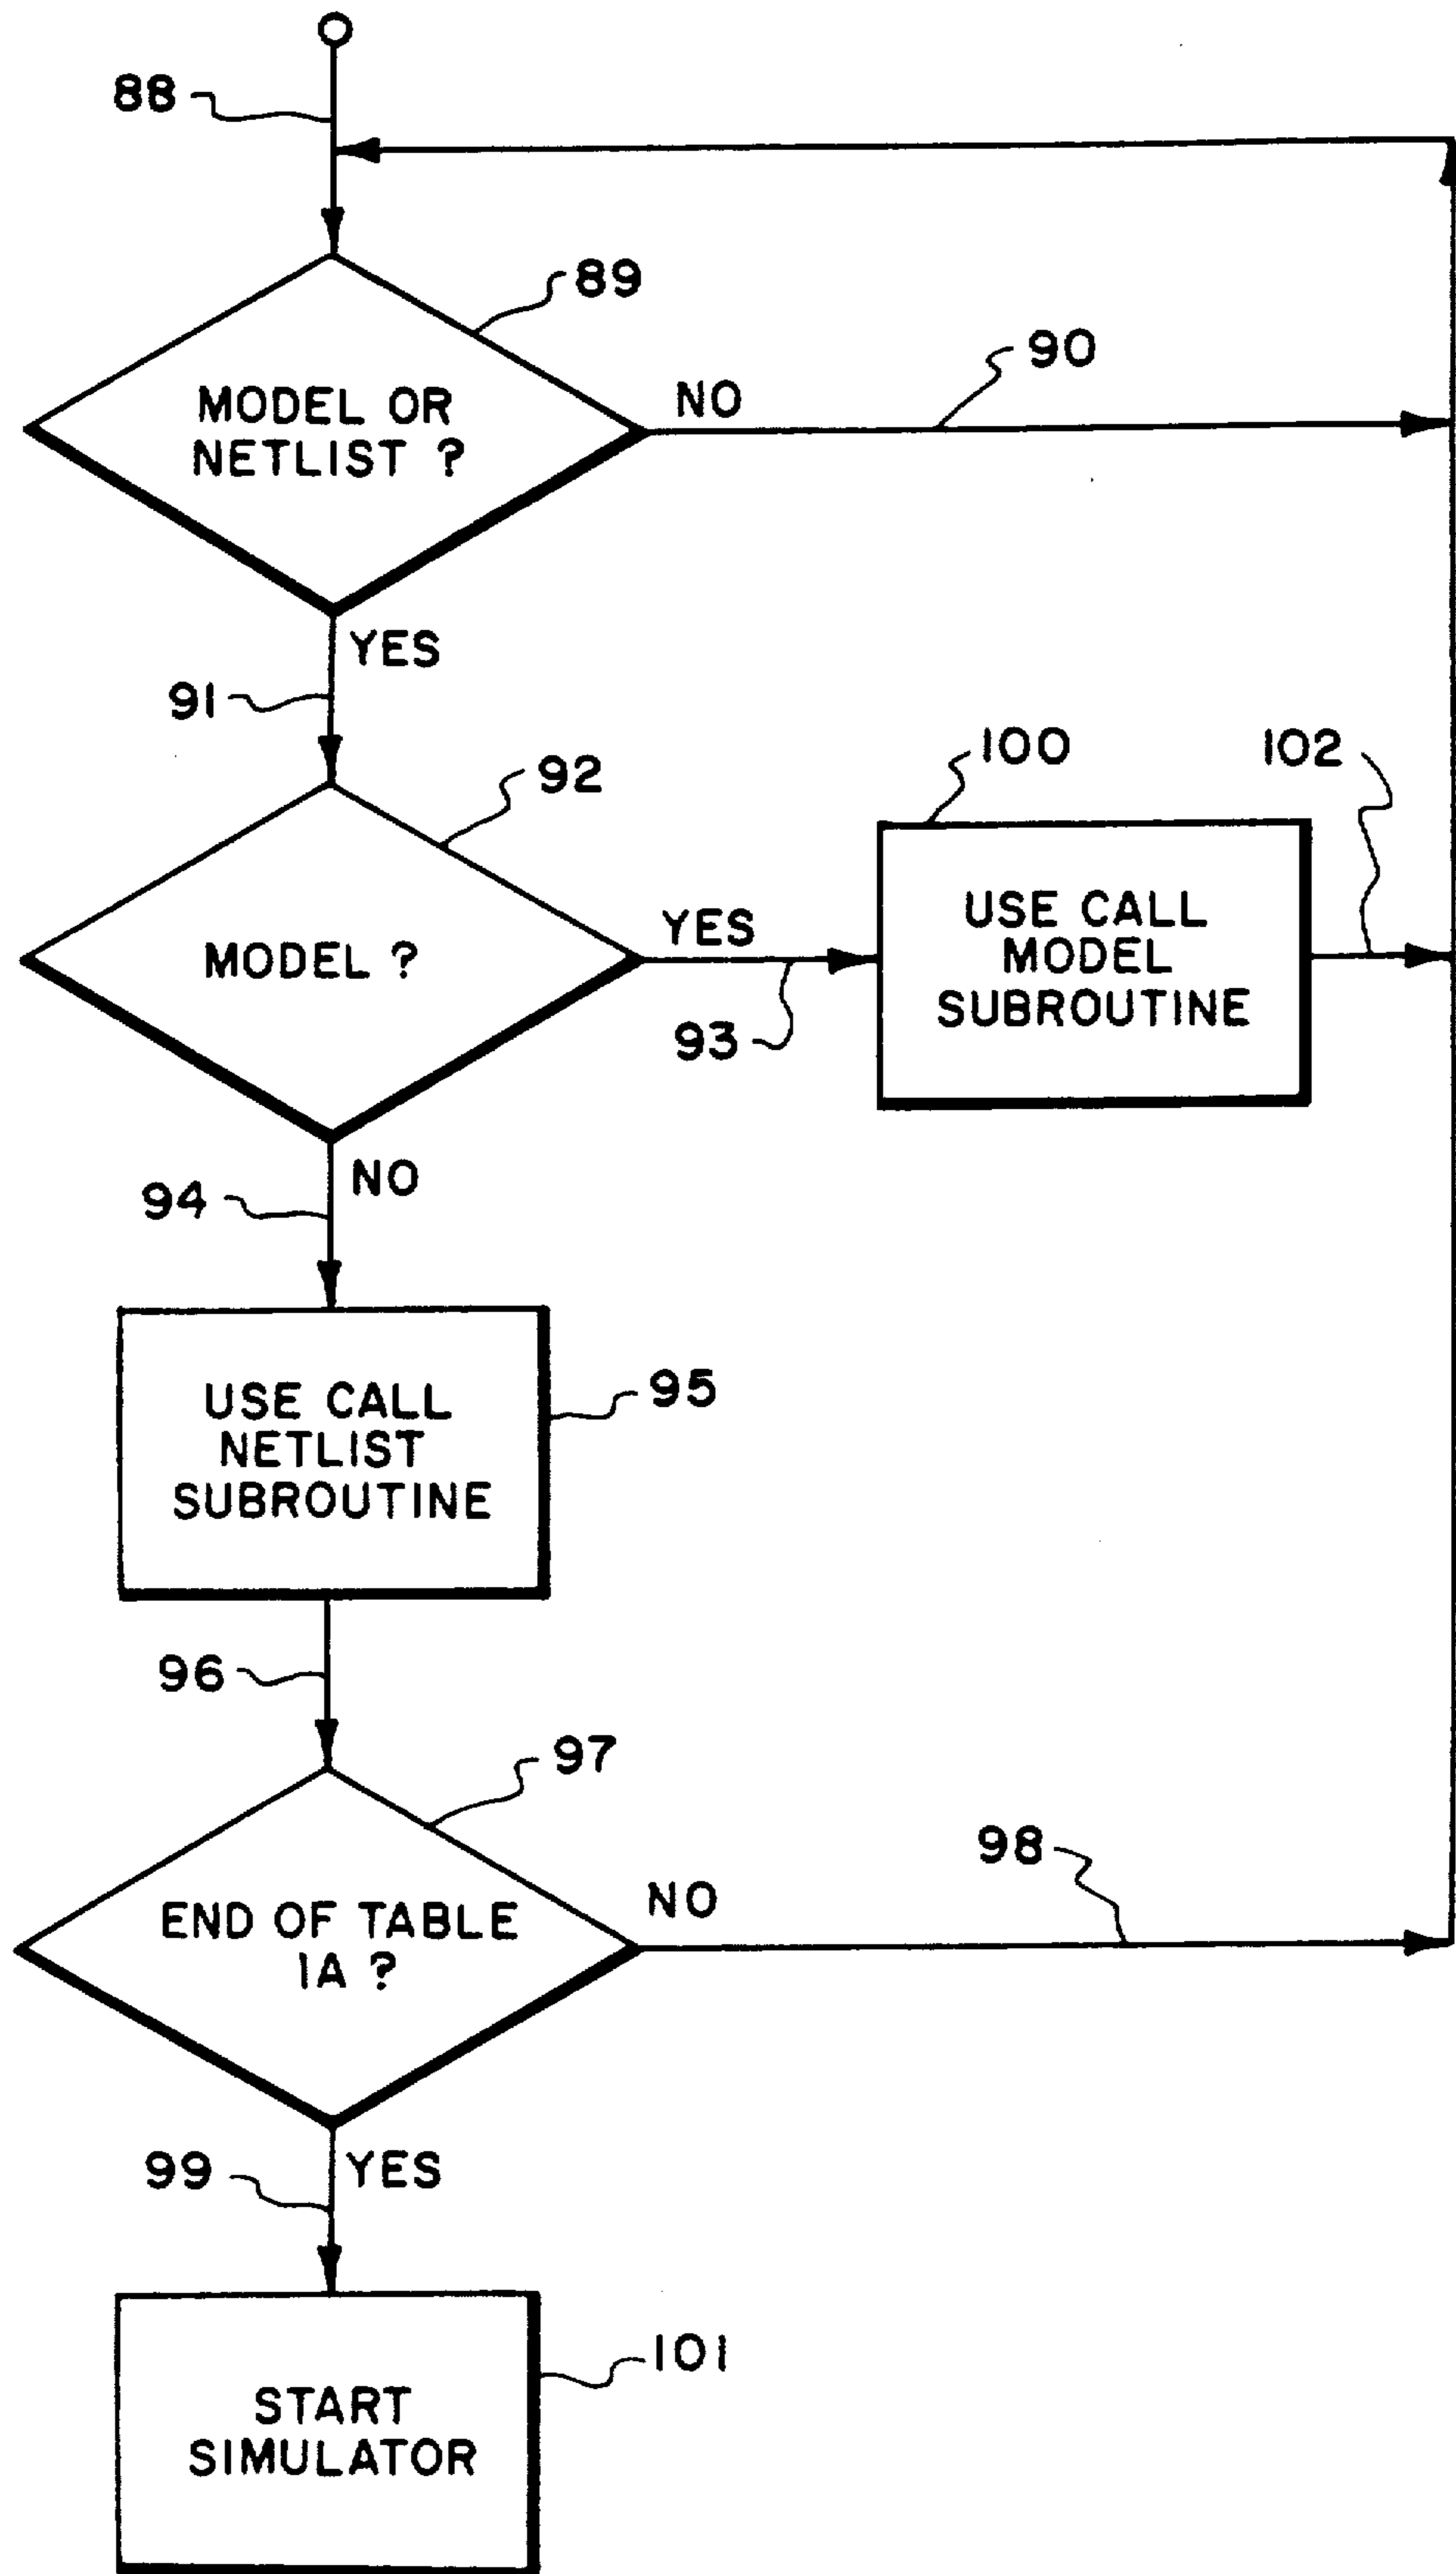 88
89
MODEL OR
NETLIST ?
NO
90
YES
91
92
100
102
MODEL ?
YES
93
USE CALL
MODEL
SUBROUTINE
NO
94
USE CALL
NETLIST
SUBROUTINE
95
96
97
END OF TABLE
1A ?
NO
98
YES
99
START
SIMULATOR
101